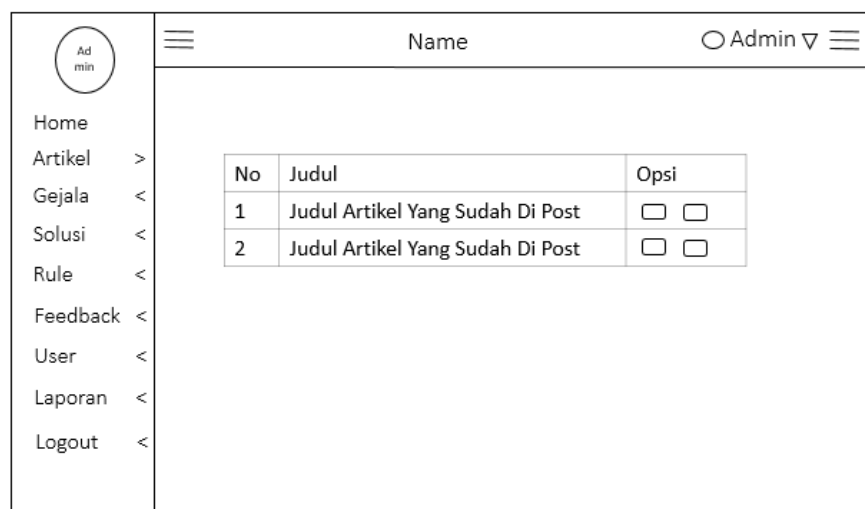 Ad
min
Name
Admin
Home
Artikel >
Gejala <
Solusi <
Rule <
Feedback <
User <
Laporan <
Logout <
No Judul Opsi
1 Judul Artikel Yang Sudah Di Post
2 Judul Artikel Yang Sudah Di Post